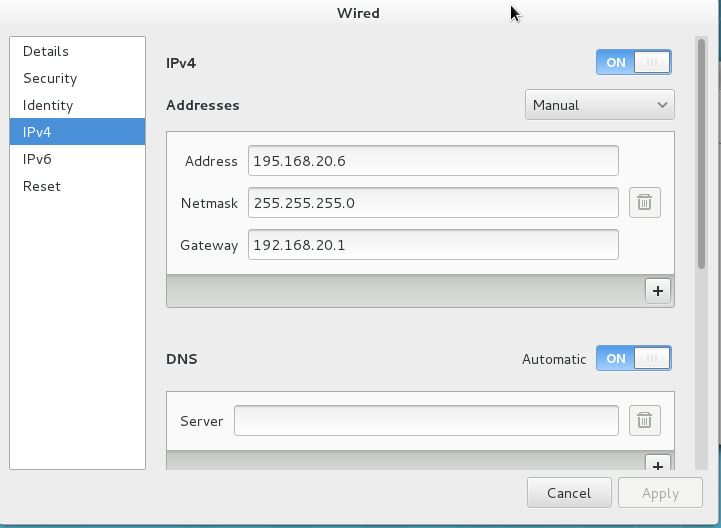 Wired
Details
Security
Identity
IPv4
IPv6
Reset
IPv4 ON
Addresses Manual
Address 195.168.20.6
Netmask 255.255.255.0
Gateway 192.168.20.1
+
DNS Automatic ON
Server
+
Cancel Apply